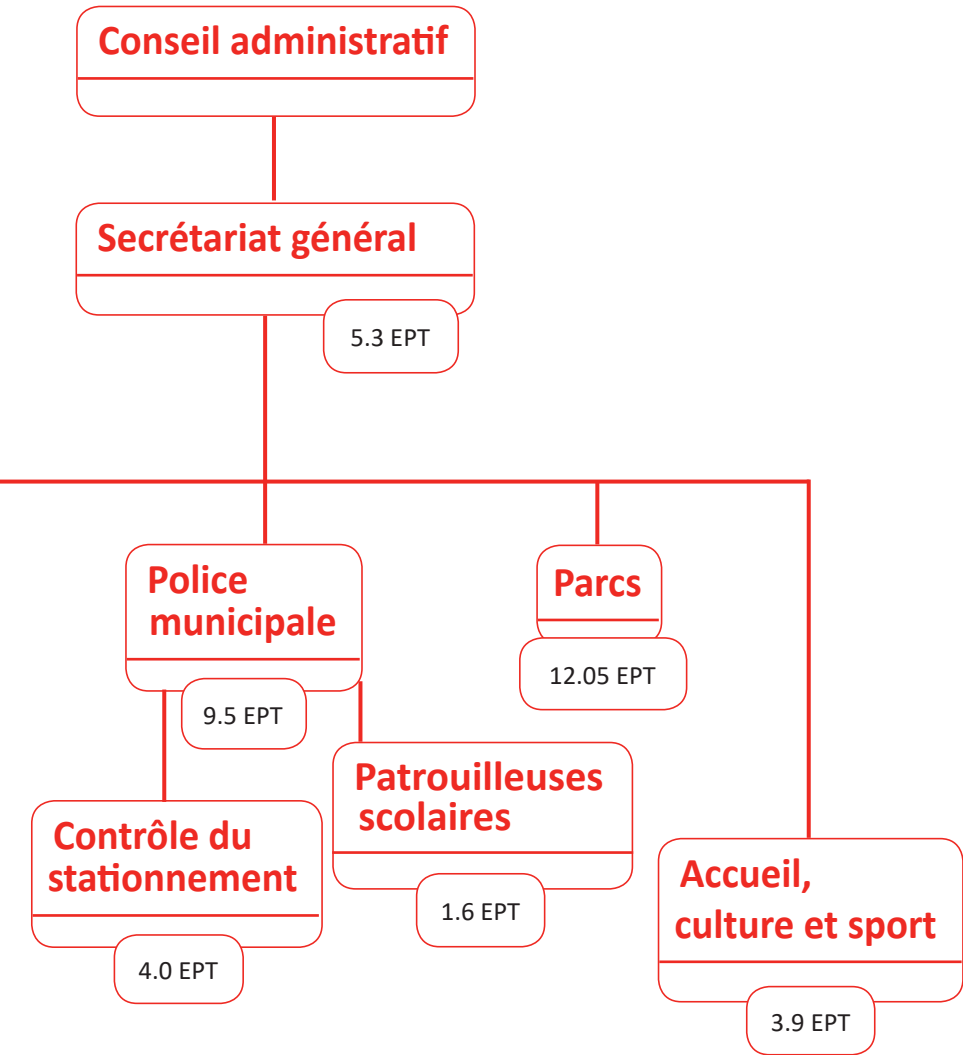 Conseil administratif
Secrétariat général
5.3 EPT
Police
municipale
9.5 EPT
Parcs
12.05 EPT
Patrouilleuses
scolaires
1.6 EPT
Contrôle du
stationnement
4.0 EPT
Accueil,
culture et sport
3.9 EPT